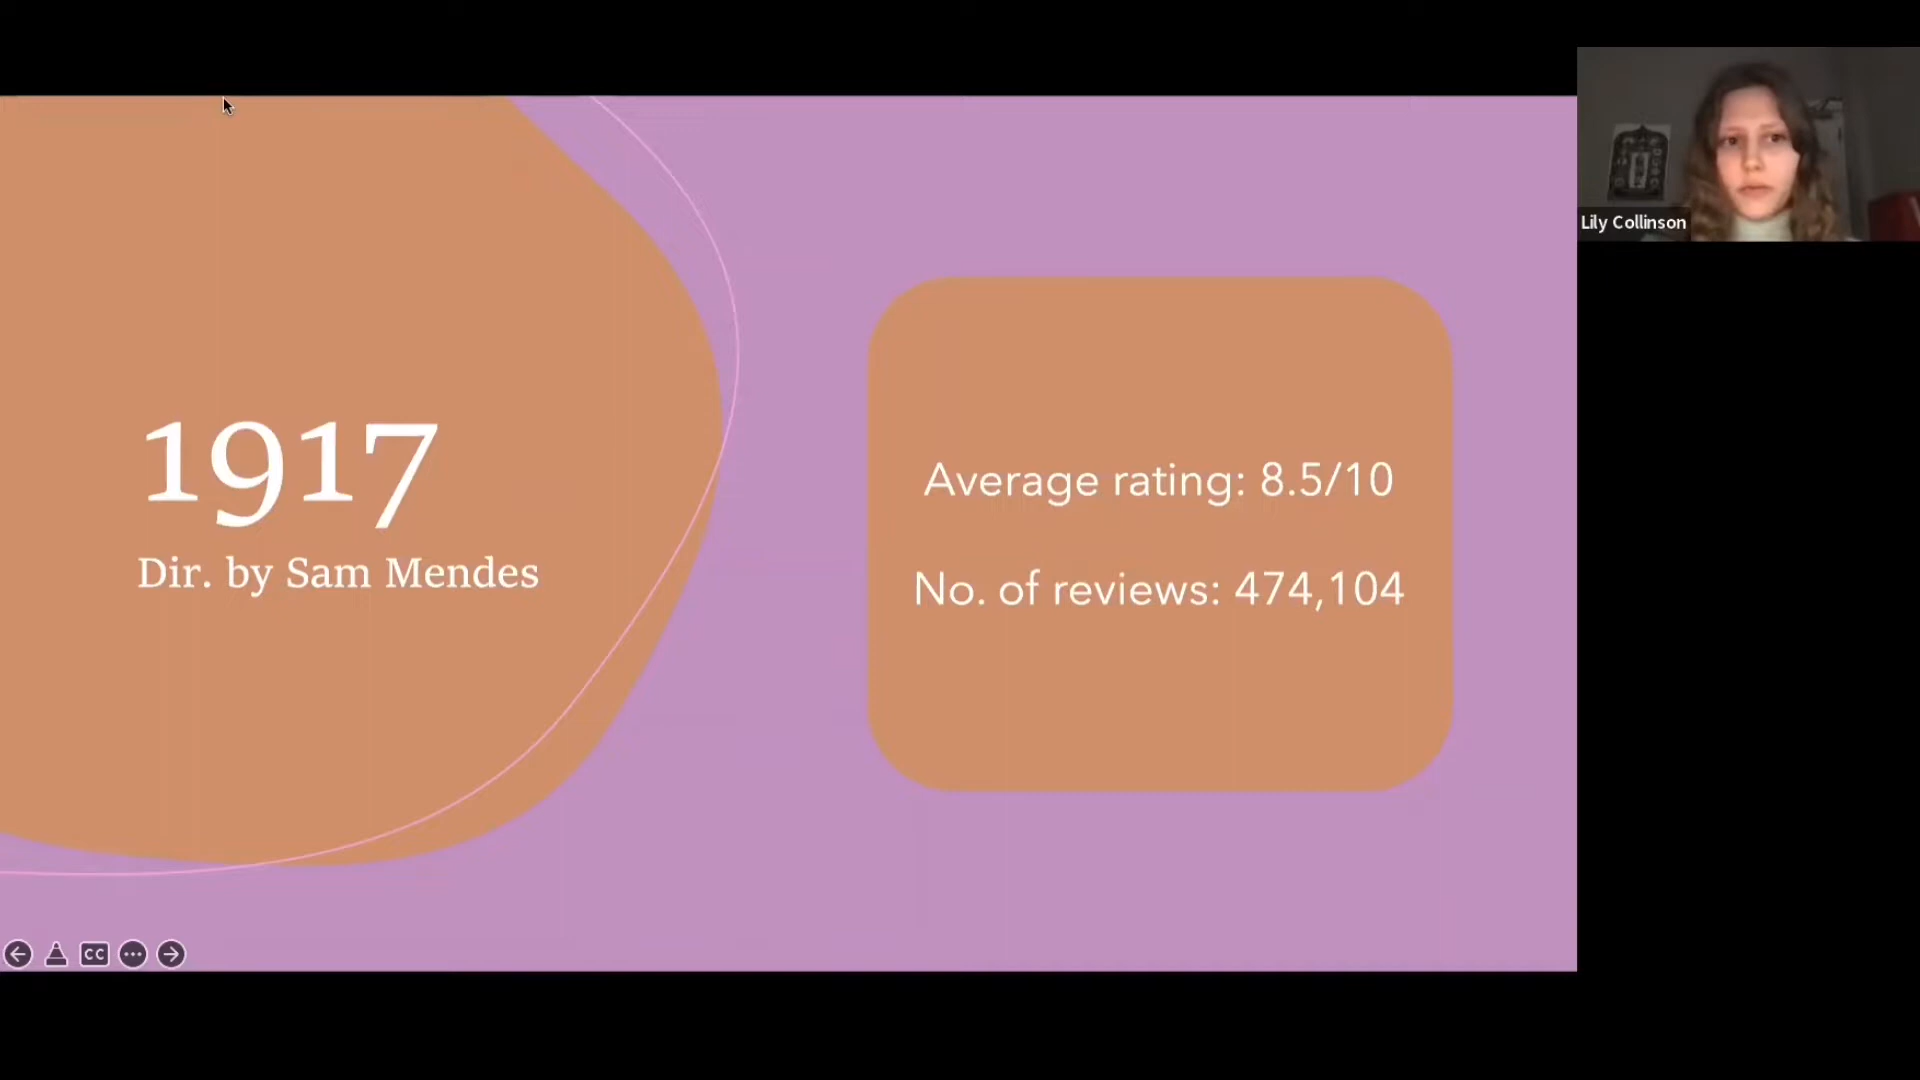 1917
Dir. by Sam Mendes
Average rating: 8.5/10
No. of reviews: 474,104
Lily Collinson
CC